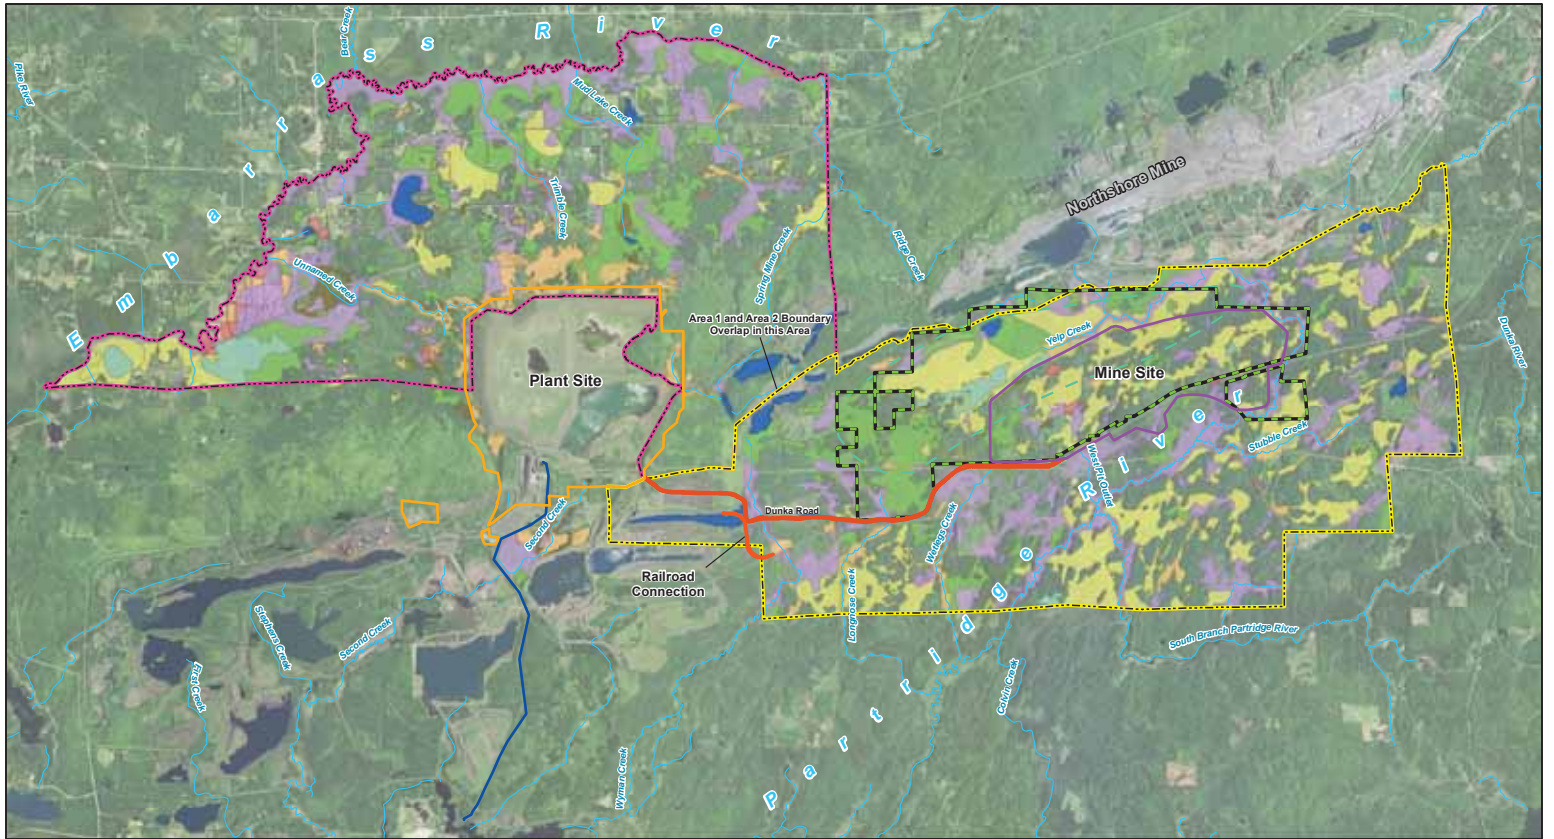 Bear Creek
Embarrass River
Pike River
Mud Lake Creek
Trimble Creek
Northshore Mine
Ridge Creek
Spring Mine Creek
Unnamed Creek
Area 1 and Area 2 Boundary
Overlap in this Area
Yelp Creek
Dunka River
Plant Site
Mine Site
Stubble Creek
West Pit Outlet
Second Creek
Dunka Road
Wetlegs Creek
Railroad
Connection
Longnose Creek
Stephens Creek
Second Creek
First Creek
South Branch Partridge River
Colvin Creek
Wyman Creek
Partridge River